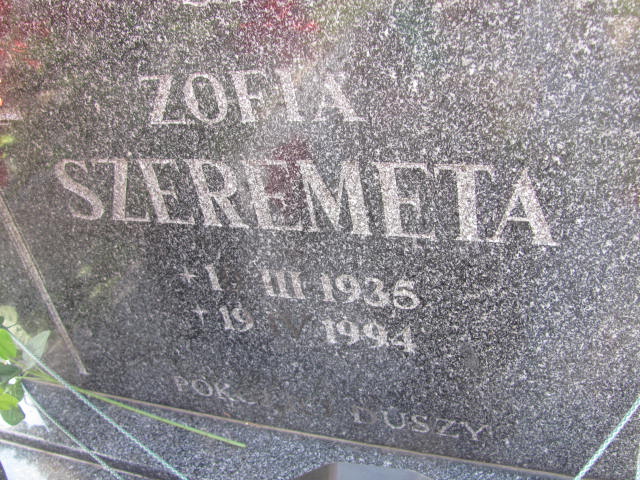 ZOFIA
SZEREMETA
+1 III 1935
+19 1994
DUSZY